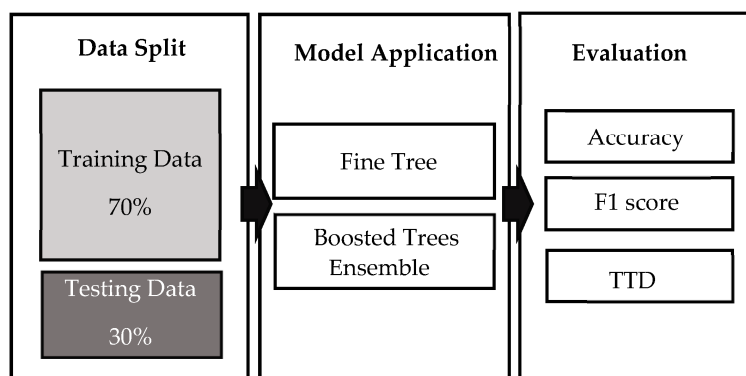 Data Split
Training Data
70%
Testing Data
30%
Model Application
Fine Tree
Boosted Trees
Ensemble
Evaluation
Accuracy
F1 score
TTD